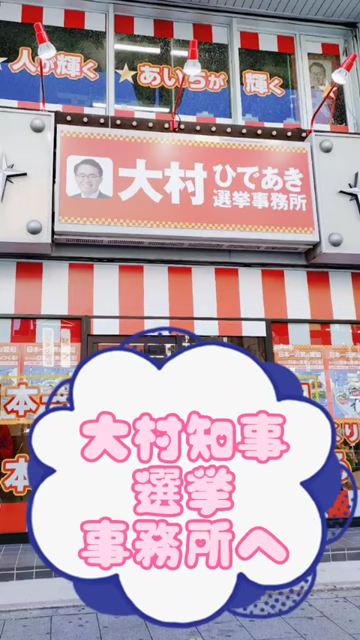 人が輝く
あいちが
輝く
大村
ひであき
選挙事務所
大村知事
選挙
事務所へ